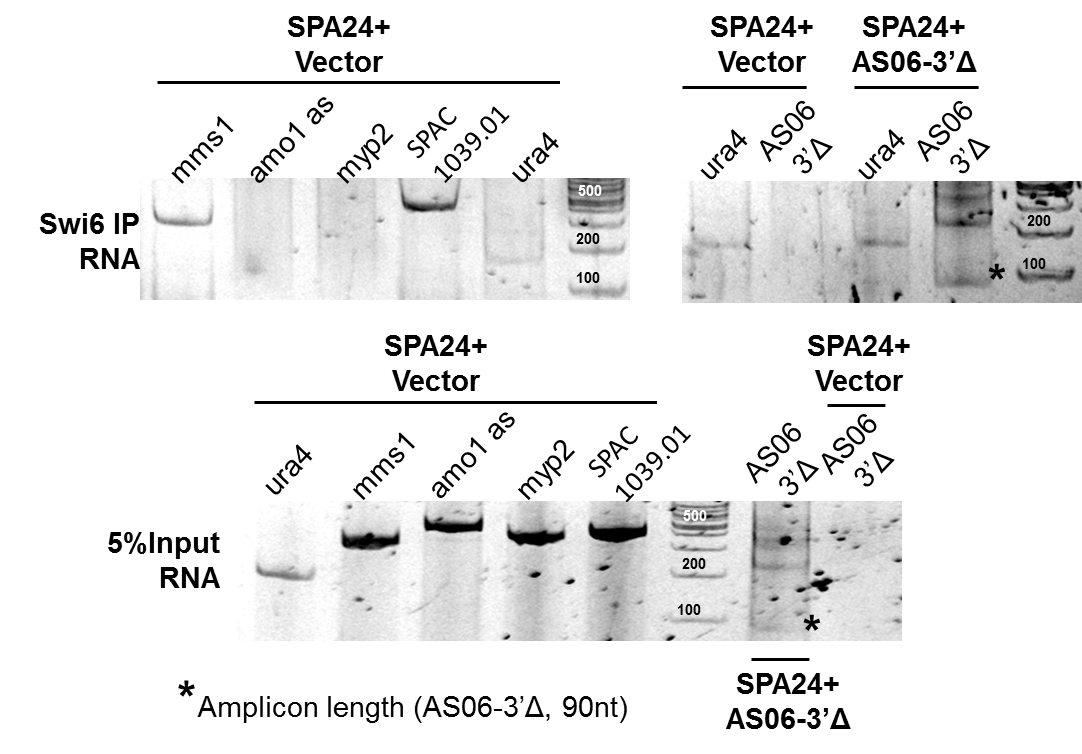 SPA24+
Vector
SPA24+
Vector
SPA24+
AS06-3’Δ
mms1
amo1 as
myp2
SPAC
1039.01
ura4
ura4
AS06
3’Δ
ura4
AS06
3’Δ
Swi6 IP
RNA
500
200
100
200
100
*
SPA24+
Vector
SPA24+
Vector
ura4
mms1
amo1 as
myp2
SPAC
1039.01
AS06
3’Δ
AS06
3’Δ
5%Input
RNA
500
200
100
*
SPA24+
AS06-3’Δ
*Amplicon length (AS06-3’Δ, 90nt)